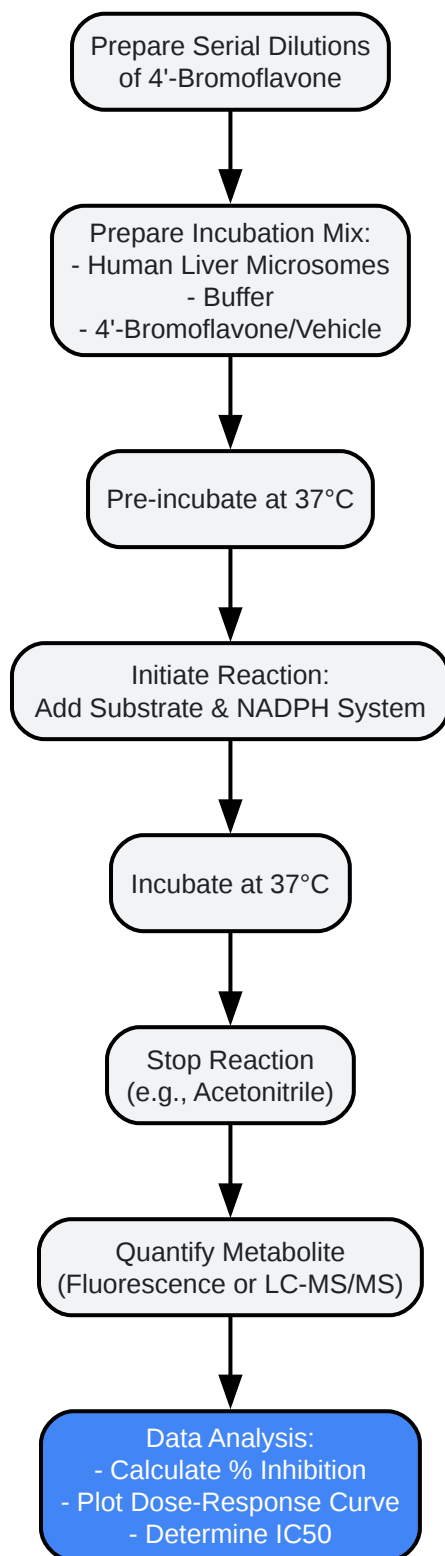 Prepare Serial Dilutions
of 4'-Bromoflavone
Prepare Incubation Mix:
- Human Liver Microsomes
- Buffer
- 4'-Bromoflavone/Vehicle
Pre-incubate at 37°C
Initiate Reaction:
Add Substrate & NADPH System
Incubate at 37°C
Stop Reaction
(e.g., Acetonitrile)
Quantify Metabolite
(Fluorescence or LC-MS/MS)
Data Analysis:
- Calculate % Inhibition
- Plot Dose-Response Curve
- Determine IC50